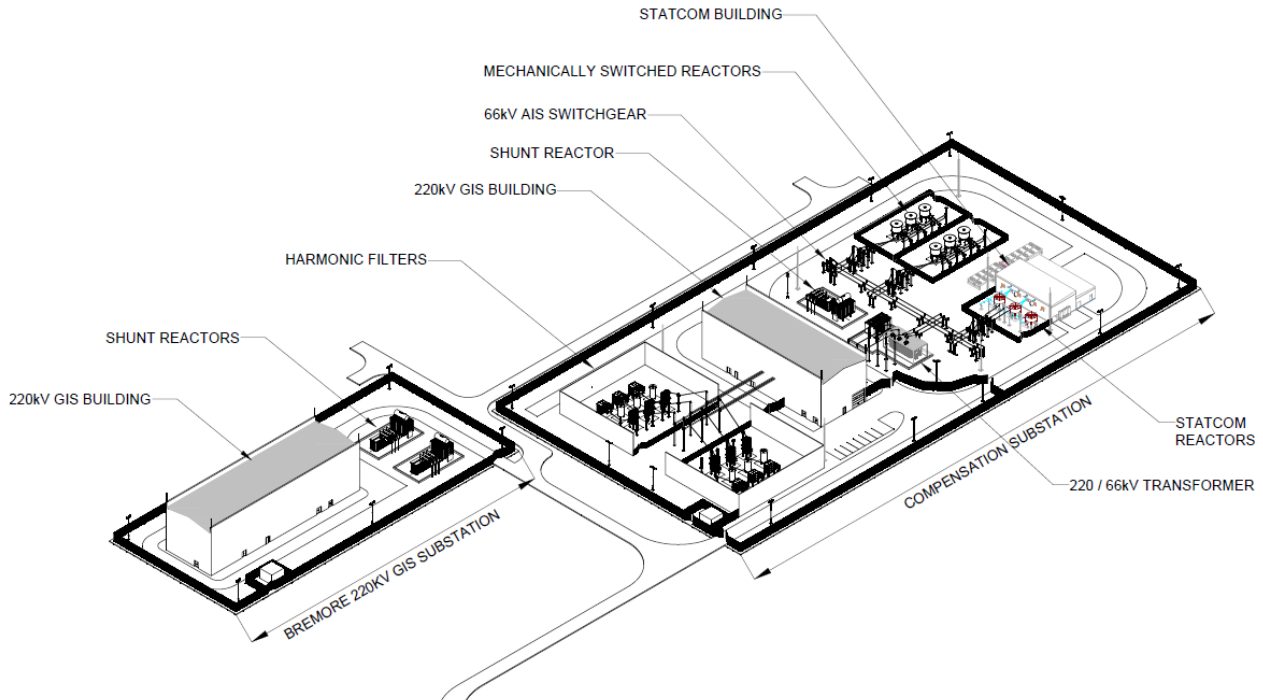 STATCOM BUILDING
MECHANICALLY SWITCHED REACTORS
66kV AIS SWITCHGEAR
SHUNT REACTOR
220kV GIS BUILDING
HARMONIC FILTERS
SHUNT REACTORS
220kV GIS BUILDING
STATCOM
REACTORS
220 / 66kV TRANSFORMER
COMPENSATION SUBSTATION
BREMORE 220KV GIS SUBSTATION